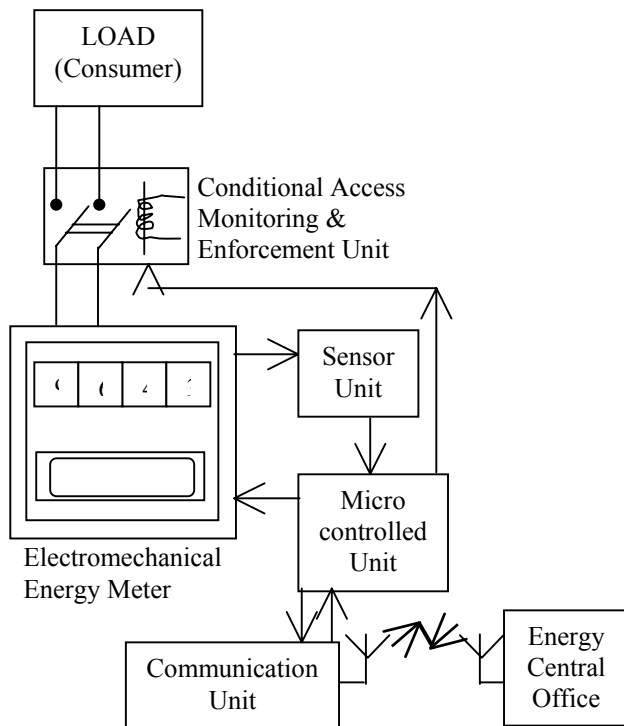 LOAD
(Consumer)
Conditional Access
Monitoring &
Enforcement Unit
Sensor
Unit
4
Micro
controlled
Unit
Electromechanical
Energy Meter
Communication
Unit
Energy
Central
Office